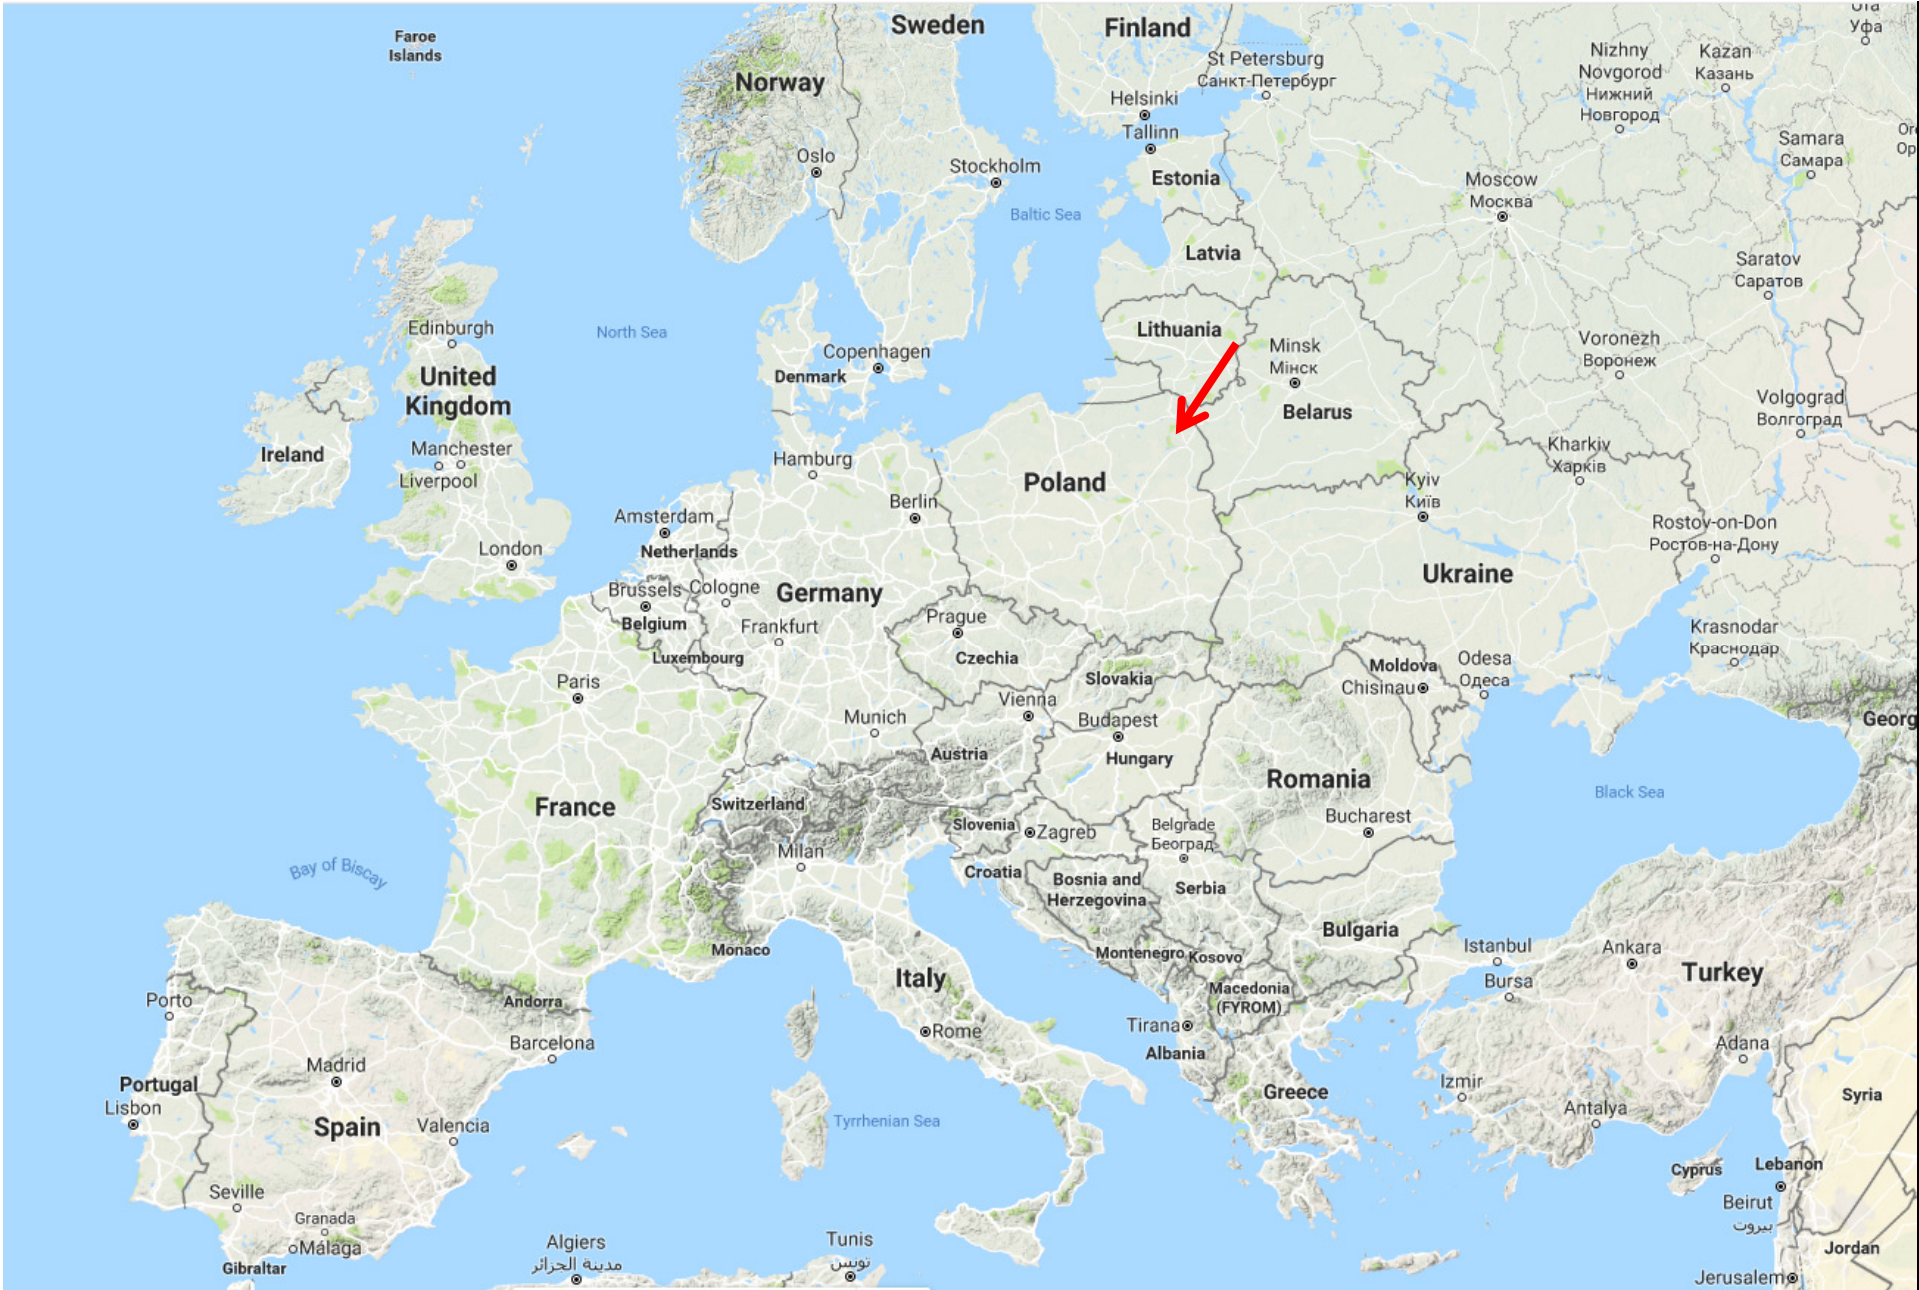 Faroe
Islands
Sweden
Finland
Norway
St Petersburg
Санкт-Петербург
Nizhny
Novgorod
Нижний
Новгород
Kazan
Казань
Уфа
Helsinki
Tallinn
Samara
Самара
Oslo
Stockholm
Estonia
Moscow
Москва
Baltic Sea
Latvia
Saratov
Саратов
Edinburgh
North Sea
Lithuania
Copenhagen
Denmark
Minsk
Мінск
Voronezh
Воронеж
United
Kingdom
Belarus
Volgograd
Волгоград
Ireland
Manchester
Liverpool
Hamburg
Poland
Kharkiv
Харків
Kyiv
Київ
Berlin
Amsterdam
Netherlands
Rostov-on-Don
Ростов-на-Дону
London
Ukraine
Brussels
Cologne
Germany
Belgium
Frankfurt
Prague
Czechia
Luxembourg
Krasnodar
Краснодар
Paris
Slovakia
Moldova
Chisinau
Odesa
Одеса
Vienna
Munich
Budapest
Georg
Austria
Hungary
Romania
Black Sea
France
Switzerland
Slovenia
Zagreb
Belgrade
Београд
Bucharest
Milan
Bay of Biscay
Croatia
Bosnia and
Herzegovina
Serbia
Bulgaria
Monaco
Montenegro
Kosovo
Istanbul
Ankara
Italy
Bursa
Turkey
Andorra
Macedonia
(FYROM)
Porto
Rome
Tirana
Barcelona
Albania
Adana
Madrid
Portugal
Greece
Izmir
Syria
Lisbon
Spain
Valencia
Tyrrhenian Sea
Antalya
Cyprus
Lebanon
Seville
Beirut
بيروت
Granada
Málaga
Algiers
مدينة الجزائر
Tunis
تونس
Gibraltar
Jordan
Jerusalem